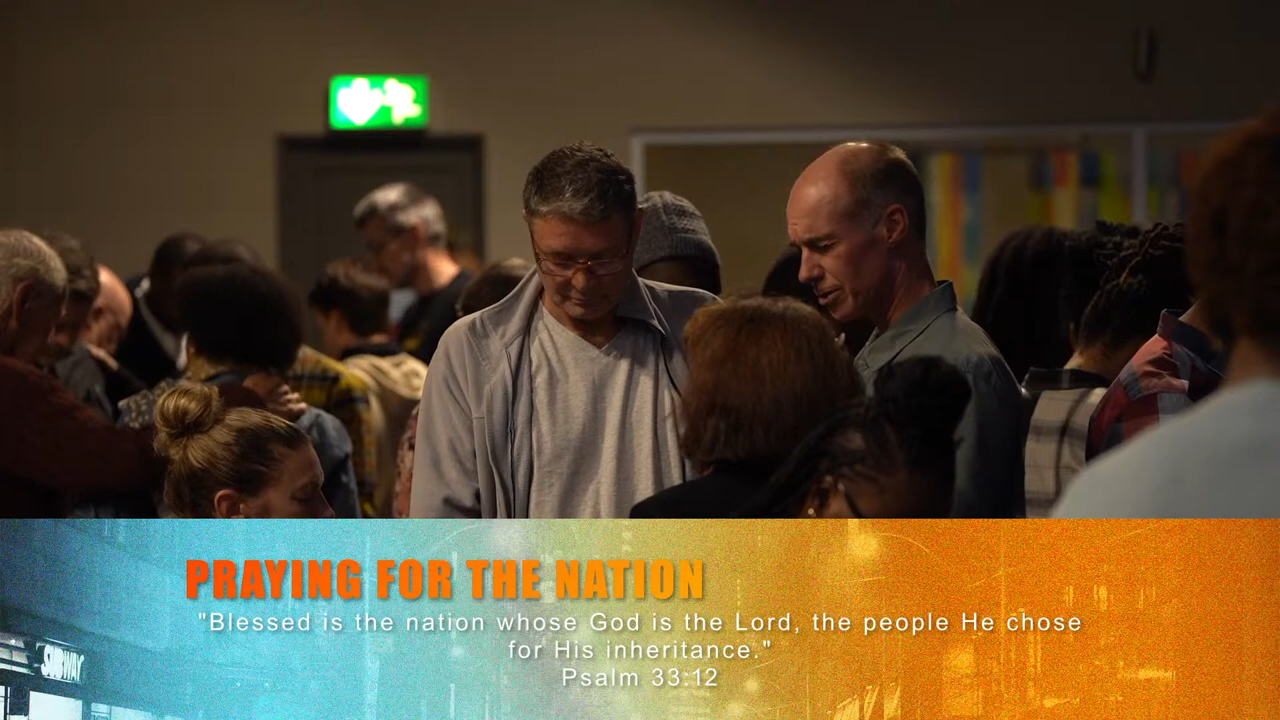 PRAYING FOR THE NATION
"Blessed is the nation whose God is the Lord, the people He chose
for His inheritance."
Psalm 33:12
SUBWAY